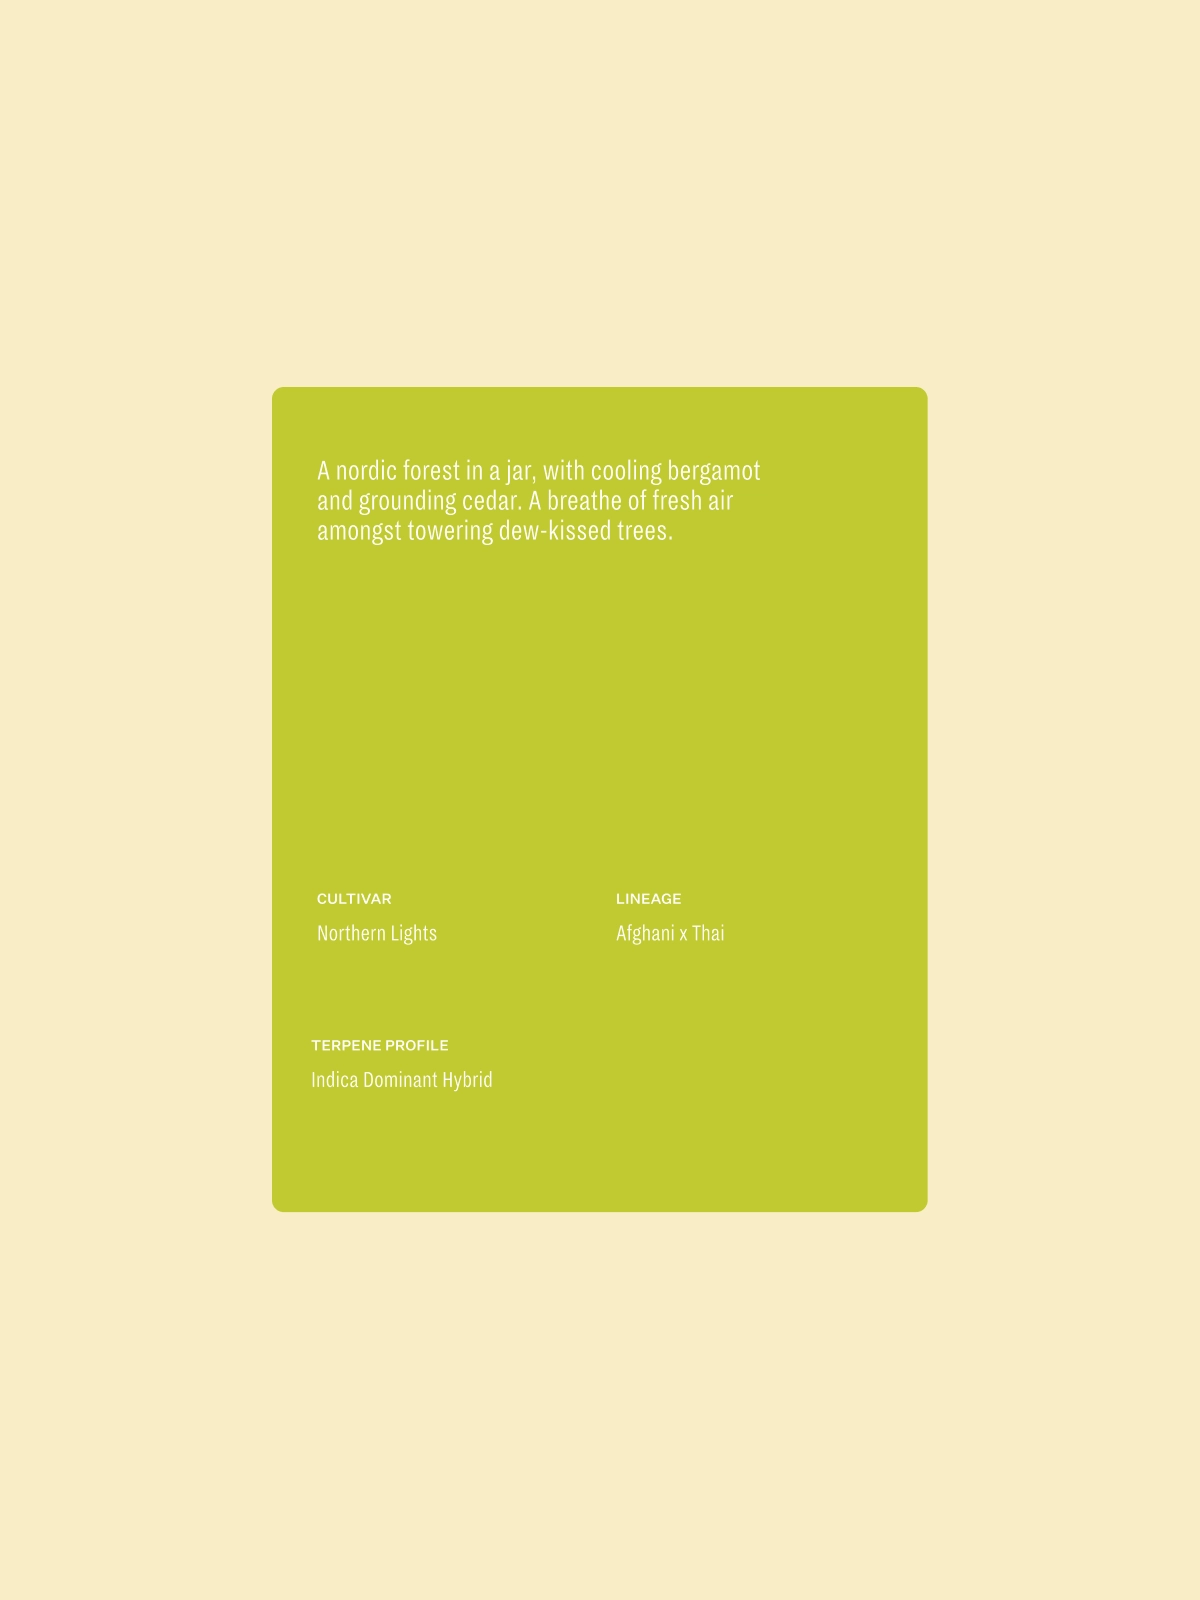 A nordic forest in a jar, with cooling bergamot
and grounding cedar. A breathe of fresh air
amongst towering dew-kissed trees.
CULTIVAR
Northern Lights
LINEAGE
Afghani x Thai
TERPENE PROFILE
Indica Dominant Hybrid